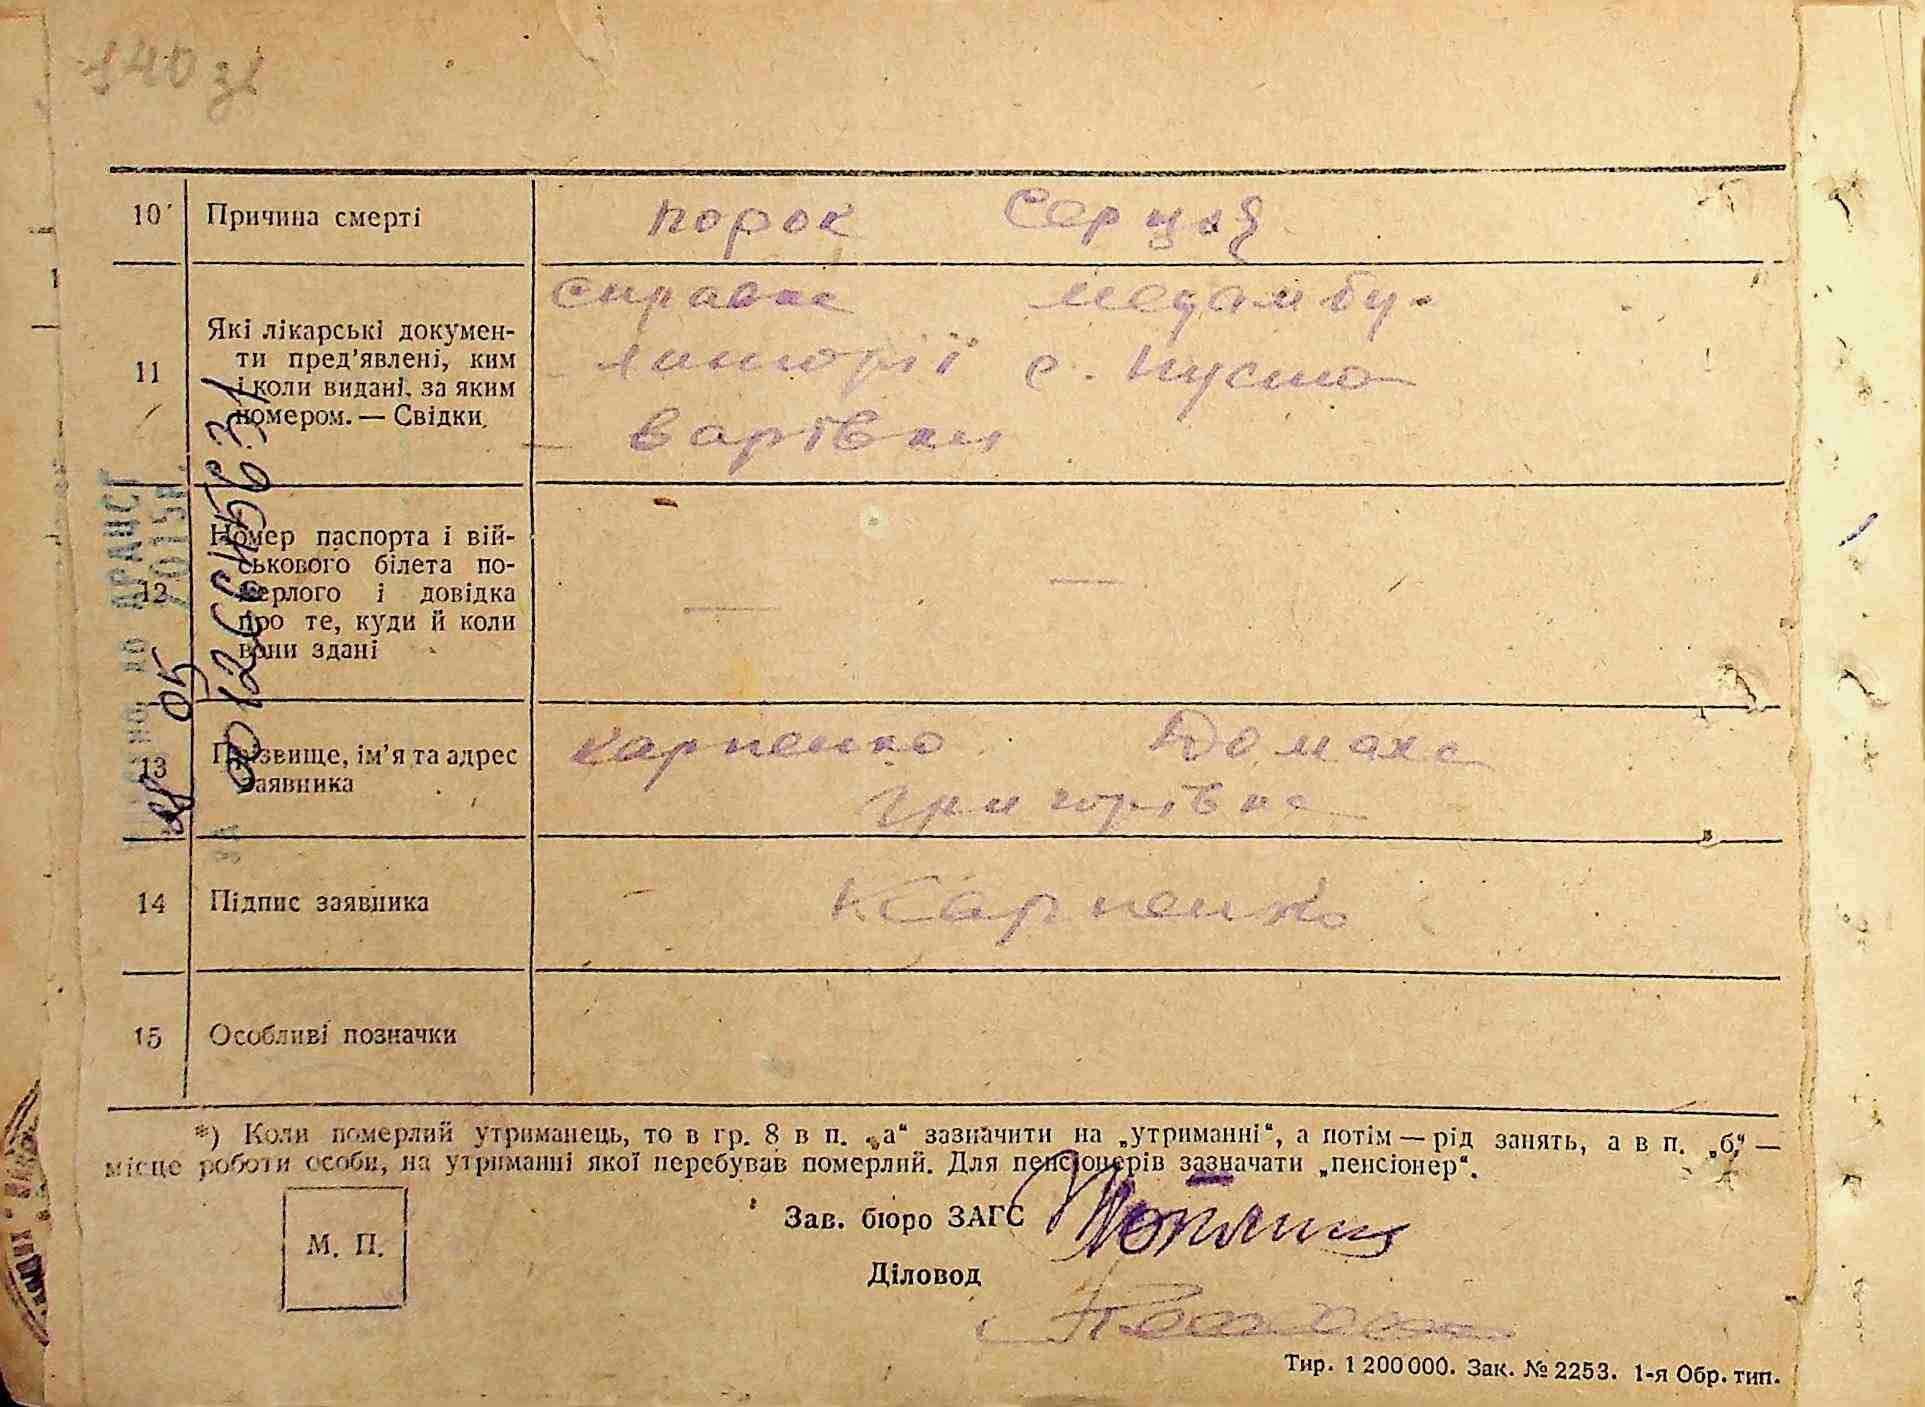 140 зі
10 Причина смерті порок серця
11 Які лікарські докумен-
ти пред’явлені, ким
і коли видані, за яким
номером. — Свідки
справка медамбу-
латорії с. Пусто
варівки
12 Номер паспорта і вій-
ськового білета по-
мерлого і довідка
про те, куди й коли
вони здані
— —
13 Прізвище, ім’я та адрес
заявника
Карпенко Домаха
Григорівна
14 Підпис заявника Карпенко
15 Особливі позначки
*) Коли померлий утриманець, то в гр. 8 в п. „а“ зазначити на „утриманні“, а потім — рід занять, а в п. „б“ —
місце роботи особи, на утриманні якої перебував померлий. Для пенсіонерів зазначати „пенсіонер“.
М. П.
Зав. бюро ЗАГС
Діловод
Тир. 1 200 000. Зак. № 2253. 1-я Обр. тип.